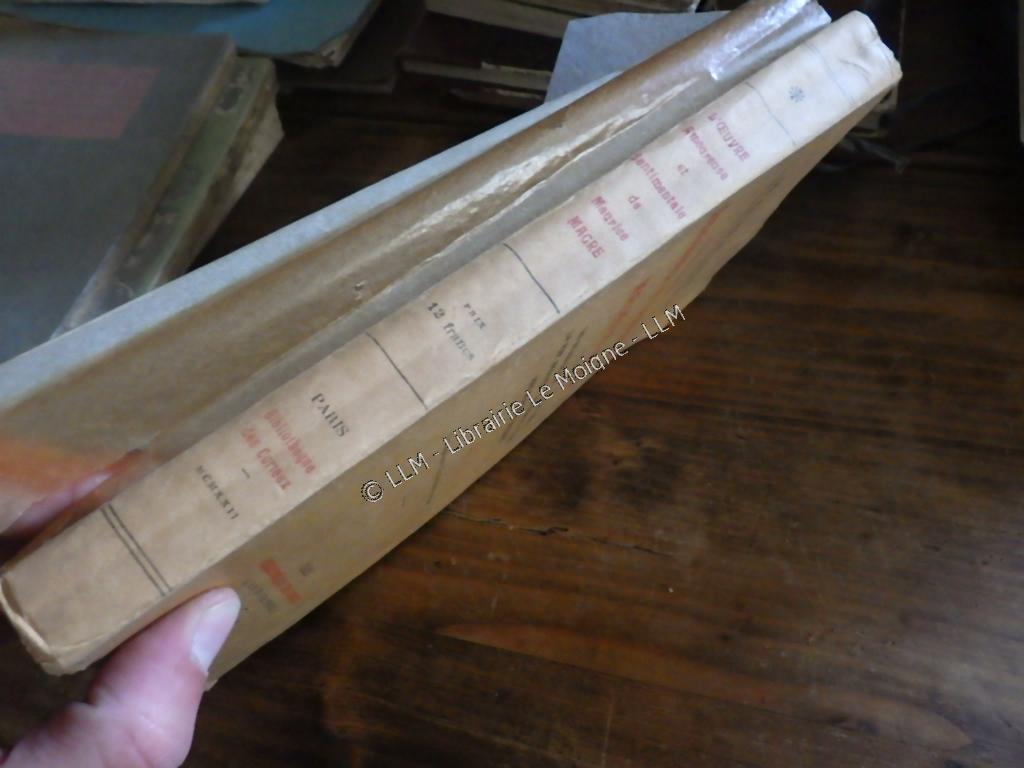 L'ŒUVRE
Amoureuse
et
Sentimentale
de
Maurice
MAGRE
PRIX
12 francs
PARIS
Bibliothèque
des Curieux
MCMXXII
© LLM - Librairie Le Moigne - LLM